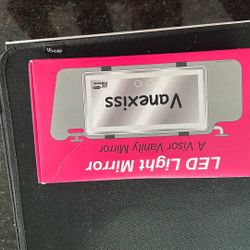 Vanexiss
LED Light Mirror
A Visor Vanity Mirror